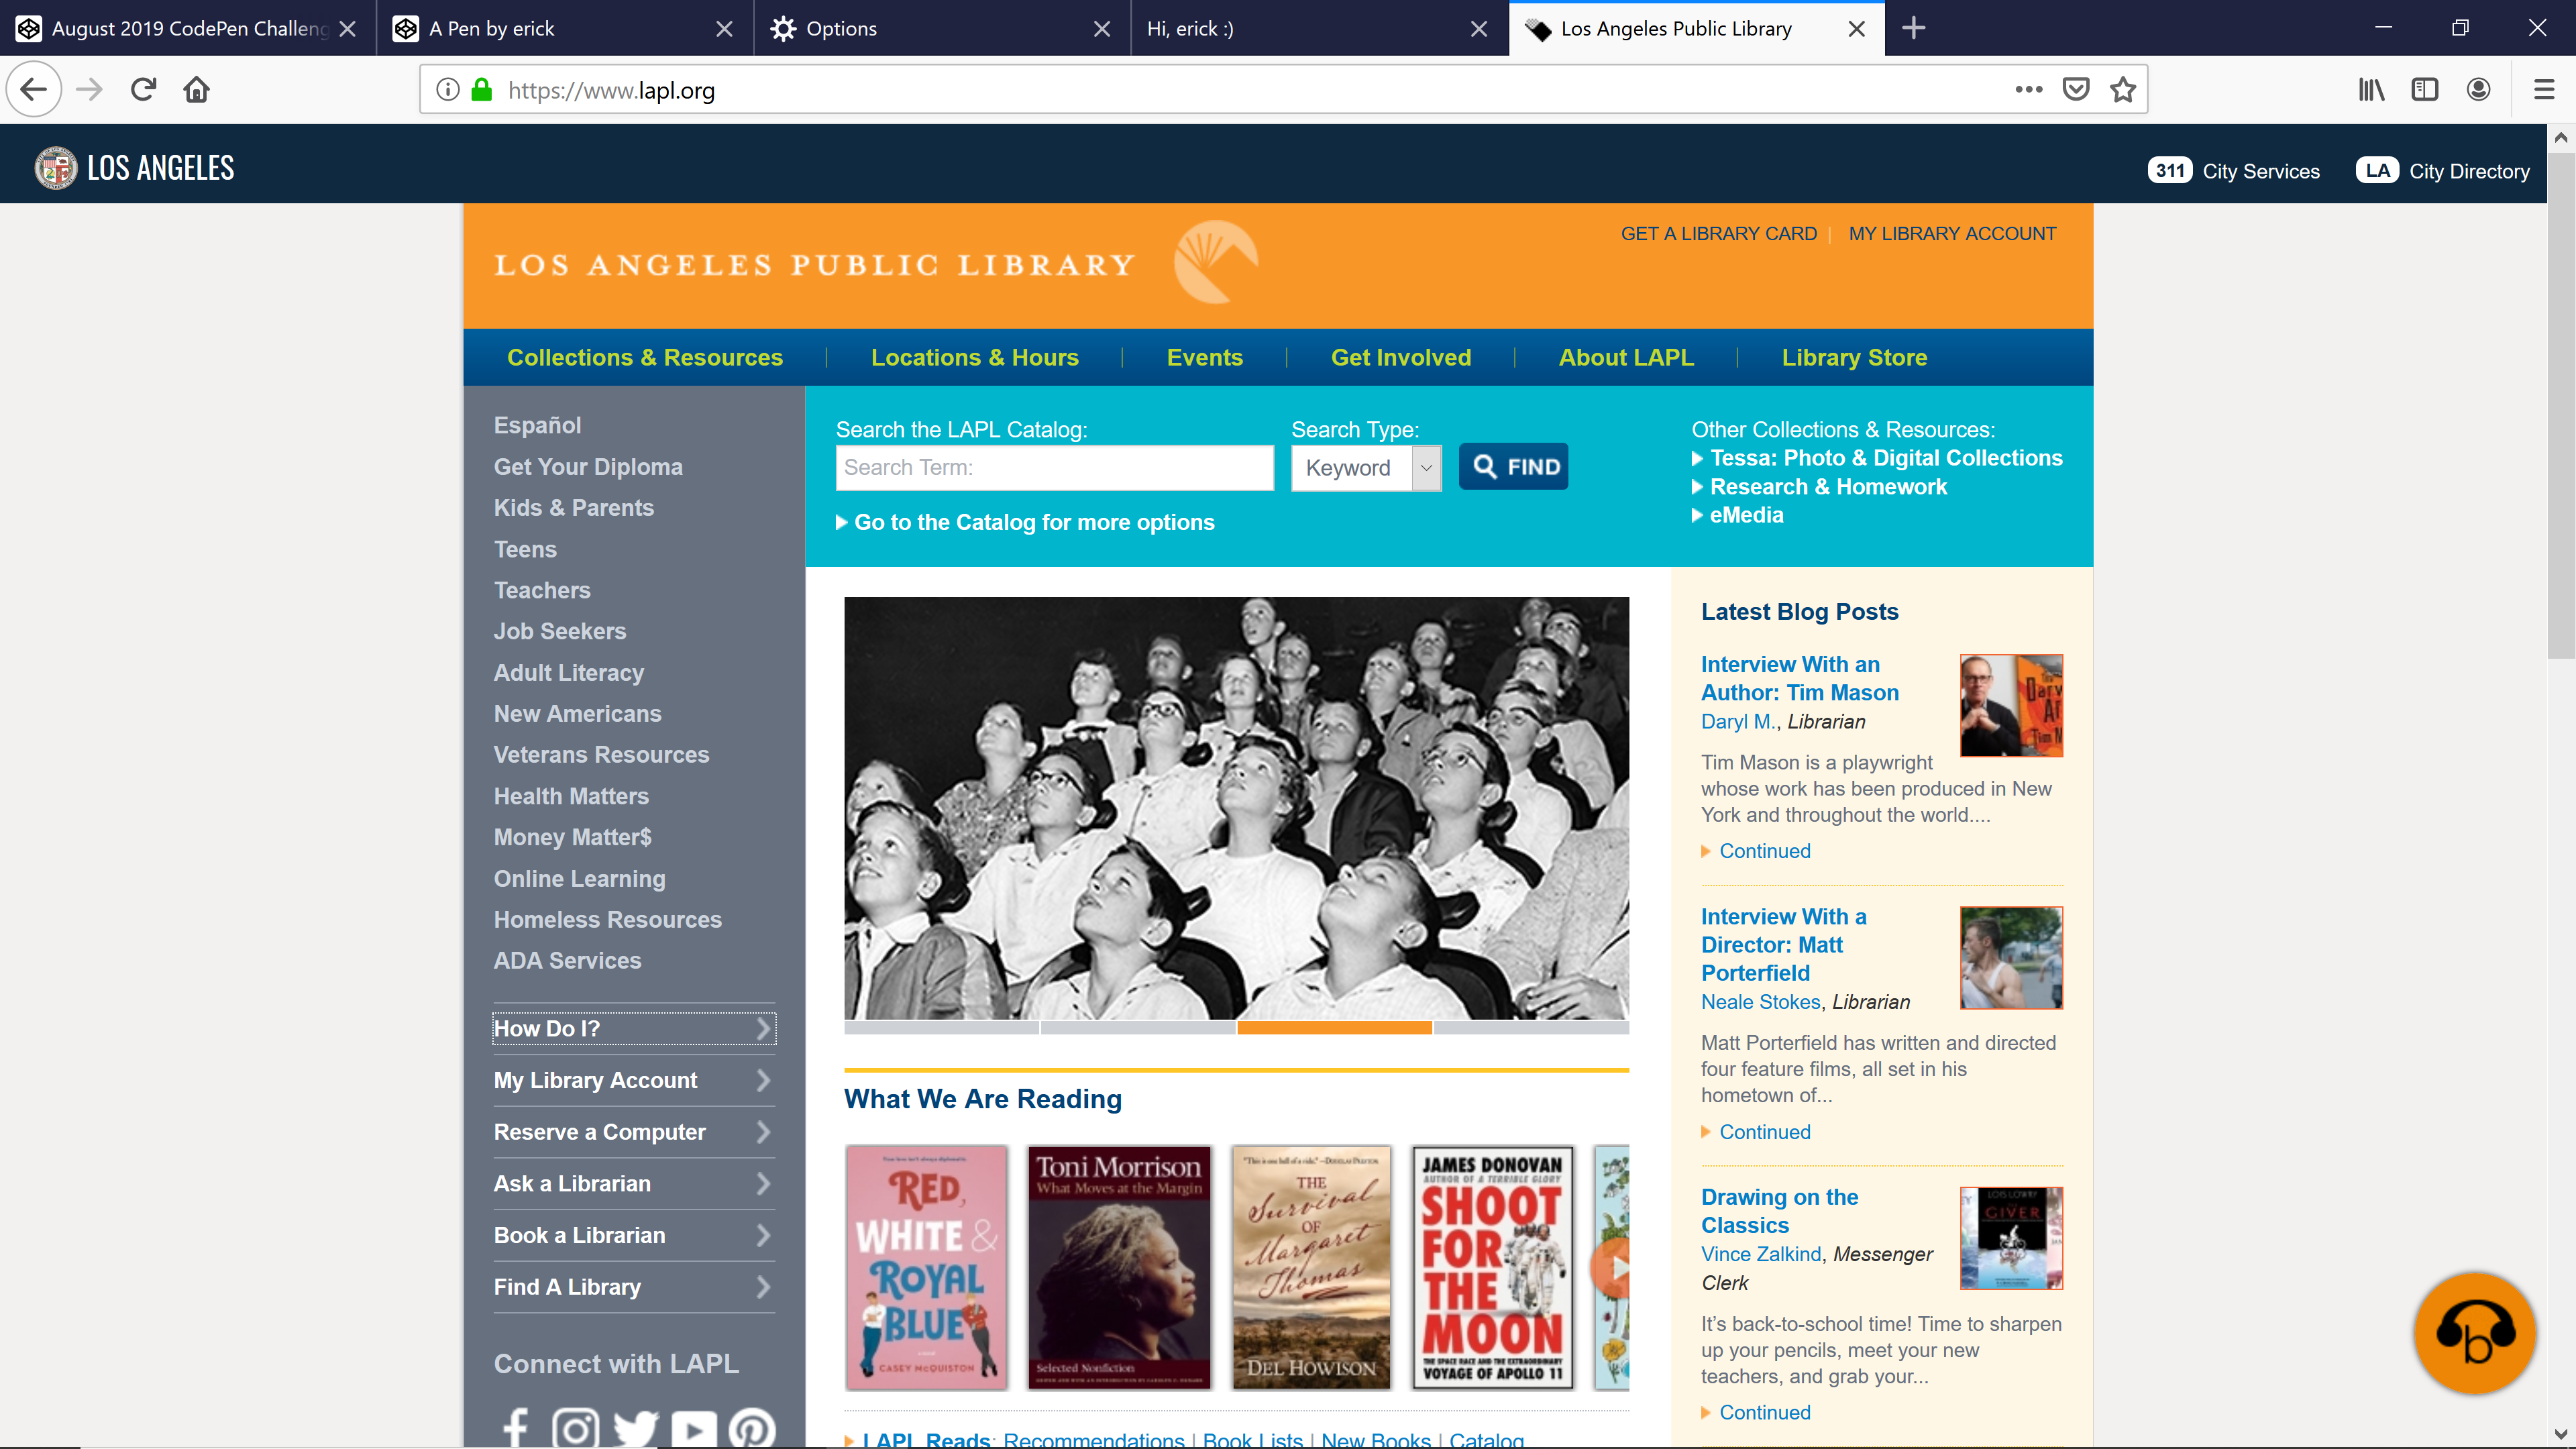 August 2019 CodePen Challeng
A Pen by erick
Options
Hi, erick :)
Los Angeles Public Library
https://www.lapl.org
LOS ANGELES
311 City Services
LA City Directory
LOS ANGELES PUBLIC LIBRARY
GET A LIBRARY CARD | MY LIBRARY ACCOUNT
Collections & Resources | Locations & Hours | Events | Get Involved | About LAPL | Library Store
Español
Get Your Diploma
Kids & Parents
Teens
Teachers
Job Seekers
Adult Literacy
New Americans
Veterans Resources
Health Matters
Money Matter$
Online Learning
Homeless Resources
ADA Services
How Do I?
My Library Account
Reserve a Computer
Ask a Librarian
Book a Librarian
Find A Library
Connect with LAPL
Search the LAPL Catalog:
Search Term:
Search Type:
Keyword
FIND
Go to the Catalog for more options
Other Collections & Resources:
Tessa: Photo & Digital Collections
Research & Homework
eMedia
What We Are Reading
RED,
WHITE &
ROYAL
BLUE
CASEY McQUISTON
Toni Morrison
What Moves at the Margin
Selected Nonfiction
THE
Survival
OF
Margaret
Thomas
DEL HOWISON
JAMES DONOVAN
AUTHOR OF A TERRIBLE GLORY
SHOOT
FOR
THE
MOON
THE SPACE RACE AND THE EXTRAORDINARY
VOYAGE OF APOLLO 11
LAPL Reads: Recommendations | Book Lists | New Books | Catalog
Latest Blog Posts
Interview With an
Author: Tim Mason
Daryl M., Librarian
Tim Mason is a playwright
whose work has been produced in New
York and throughout the world....
Continued
Interview With a
Director: Matt
Porterfield
Neale Stokes, Librarian
Matt Porterfield has written and directed
four feature films, all set in his
hometown of...
Continued
Drawing on the
Classics
Vince Zalkind, Messenger
Clerk
LOIS LOWRY
GIVER
It's back-to-school time! Time to sharpen
up your pencils, meet your new
teachers, and grab your...
Continued
b